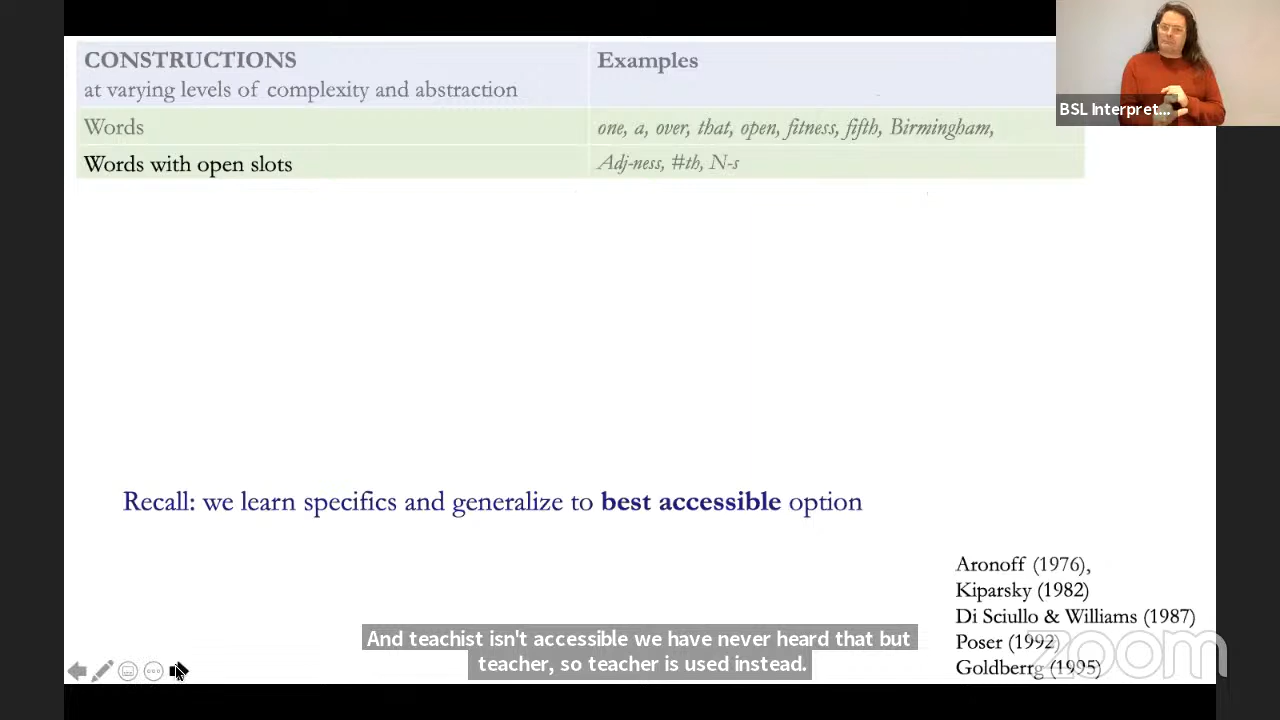 CONSTRUCTIONS
at varying levels of complexity and abstraction
Examples
Words
one, a, over, that, open, fitness, fifth, Birmingham,
Words with open slots
Adj-ness, #th, N-s
BSL Interpret...
Recall: we learn specifics and generalize to best accessible option
Aronoff (1976),
Kiparsky (1982)
Di Sciullo & Williams (1987)
Poser (1992)
Goldberrg (1995)
And teachist isn't accessible we have never heard that but
teacher, so teacher is used instead.
zoom